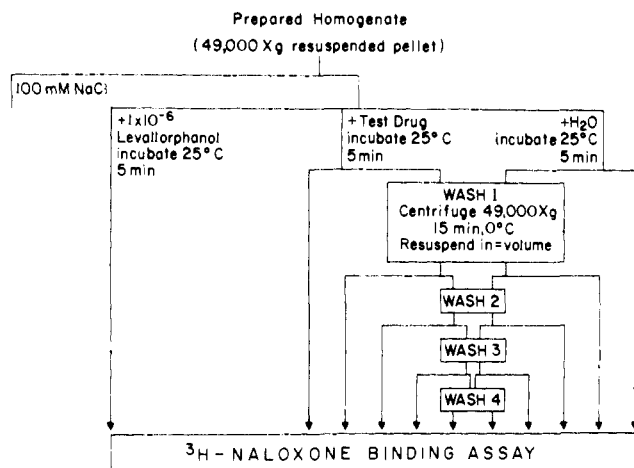 Prepared Homogenate
(49,000 Xg resuspended pellet)
100 mM NaCl
+1x10⁻⁶
Levallorphanol
incubate 25° C
5 min
+ Test Drug
incubate 25° C
5 min
+H₂O
incubate 25° C
5 min
WASH 1
Centrifuge 49,000Xg
15 min, 0°C
Resuspend in = volume
WASH 2
WASH 3
WASH 4
³H-NALOXONE BINDING ASSAY